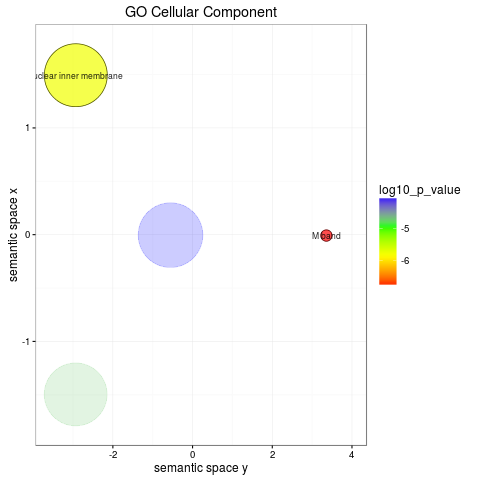 GO Cellular Component
uclear inner membrane
M band
semantic space x
1
0
-1
-2
0
2
4
semantic space y
log10_p_value
-5
-6